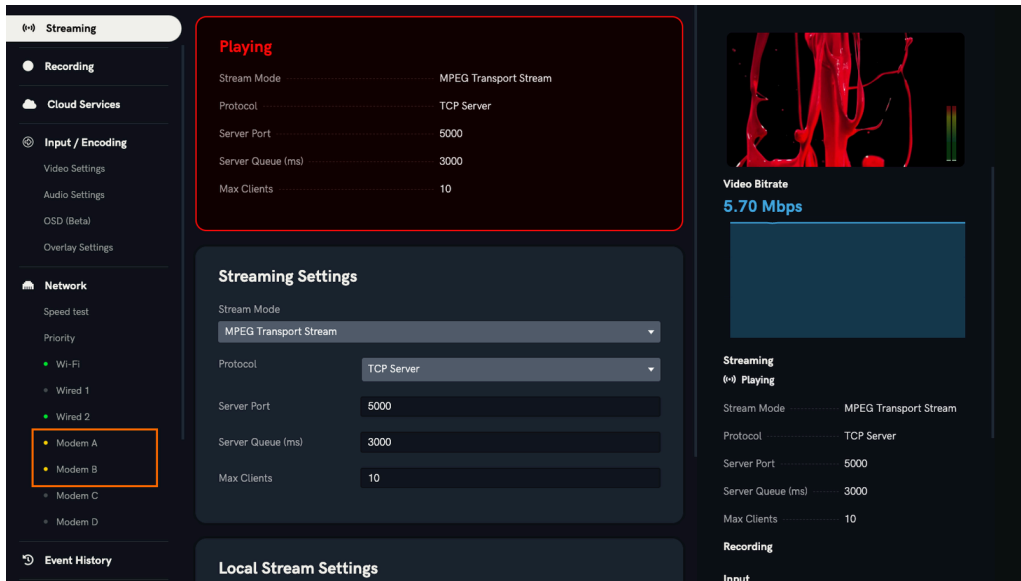 Streaming
Recording
Cloud Services
Input / Encoding
Video Settings
Audio Settings
OSD (Beta)
Overlay Settings
Network
Speed test
Priority
Wi-Fi
Wired 1
Wired 2
Modem A
Modem B
Modem C
Modem D
Event History
Playing
Stream Mode MPEG Transport Stream
Protocol TCP Server
Server Port 5000
Server Queue (ms) 3000
Max Clients 10
Streaming Settings
Stream Mode
MPEG Transport Stream
Protocol TCP Server
Server Port 5000
Server Queue (ms) 3000
Max Clients 10
Local Stream Settings
Video Bitrate
5.70 Mbps
Streaming
Playing
Stream Mode MPEG Transport Stream
Protocol TCP Server
Server Port 5000
Server Queue (ms) 3000
Max Clients 10
Recording
Input